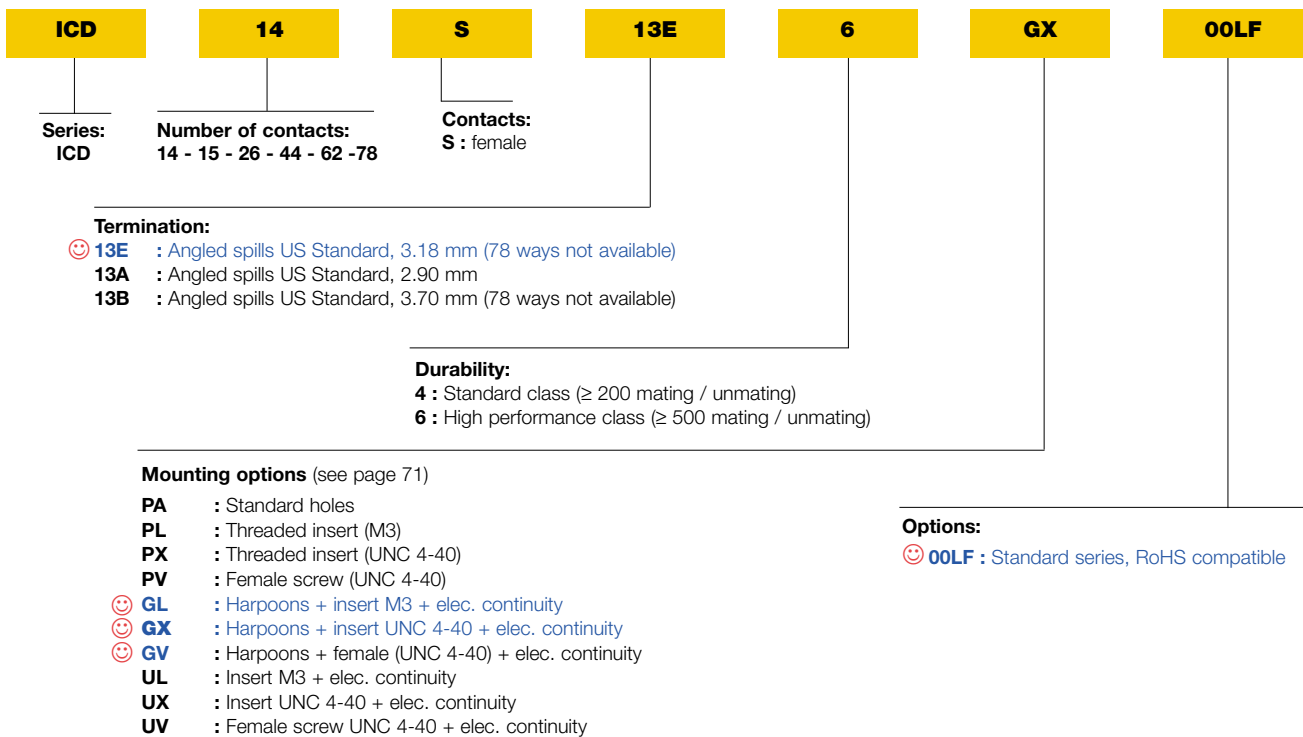 ICD 14 S 13E 6 GX 00LF
Series:
ICD
Number of contacts:
14 - 15 - 26 - 44 - 62 -78
Contacts:
S : female
Termination:
13E : Angled spills US Standard, 3.18 mm (78 ways not available)
13A : Angled spills US Standard, 2.90 mm
13B : Angled spills US Standard, 3.70 mm (78 ways not available)
Durability:
4 : Standard class (≥ 200 mating / unmating)
6 : High performance class (≥ 500 mating / unmating)
Mounting options (see page 71)
PA : Standard holes
PL : Threaded insert (M3)
PX : Threaded insert (UNC 4-40)
PV : Female screw (UNC 4-40)
GL : Harpoons + insert M3 + elec. continuity
GX : Harpoons + insert UNC 4-40 + elec. continuity
GV : Harpoons + female (UNC 4-40) + elec. continuity
UL : Insert M3 + elec. continuity
UX : Insert UNC 4-40 + elec. continuity
UV : Female screw UNC 4-40 + elec. continuity
Options:
00LF : Standard series, RoHS compatible